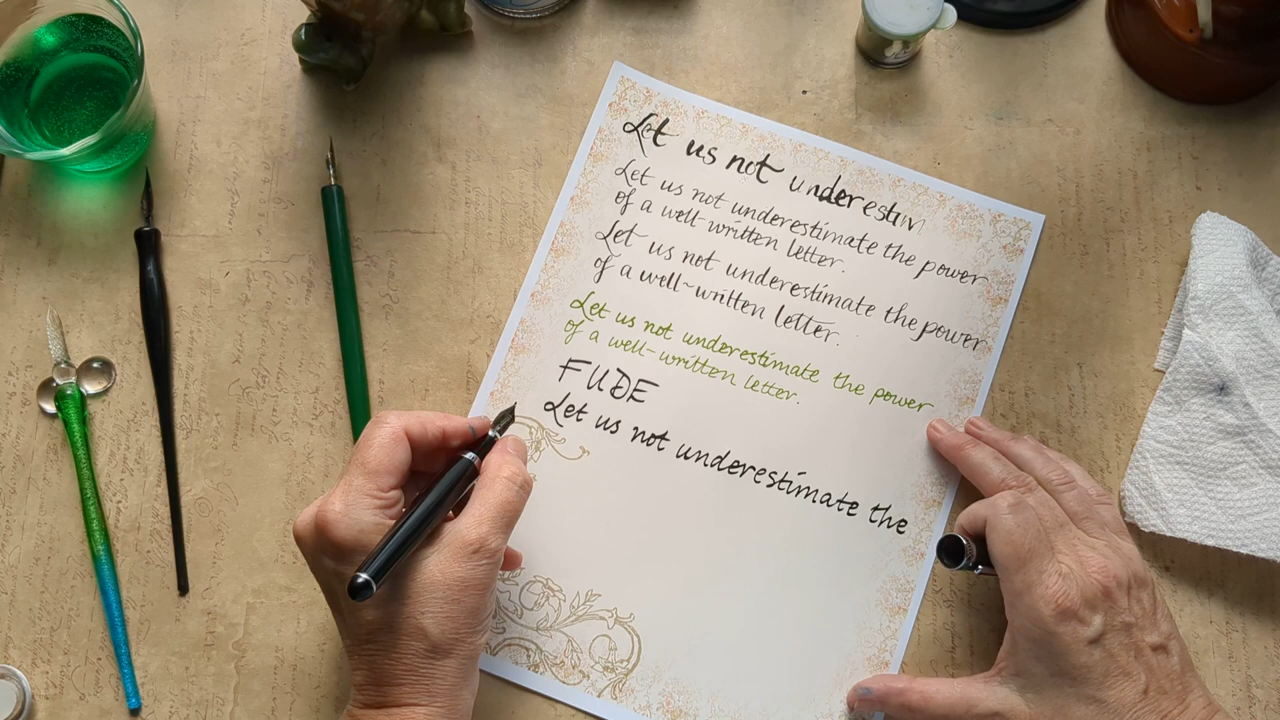 Let us not underestim
Let us not underestimate the power
of a well written letter.
Let us not underestimate the power
of a well-written letter.
Let us not underestimate the power
of a well-written letter.
FUDE
Let us not underestimate the